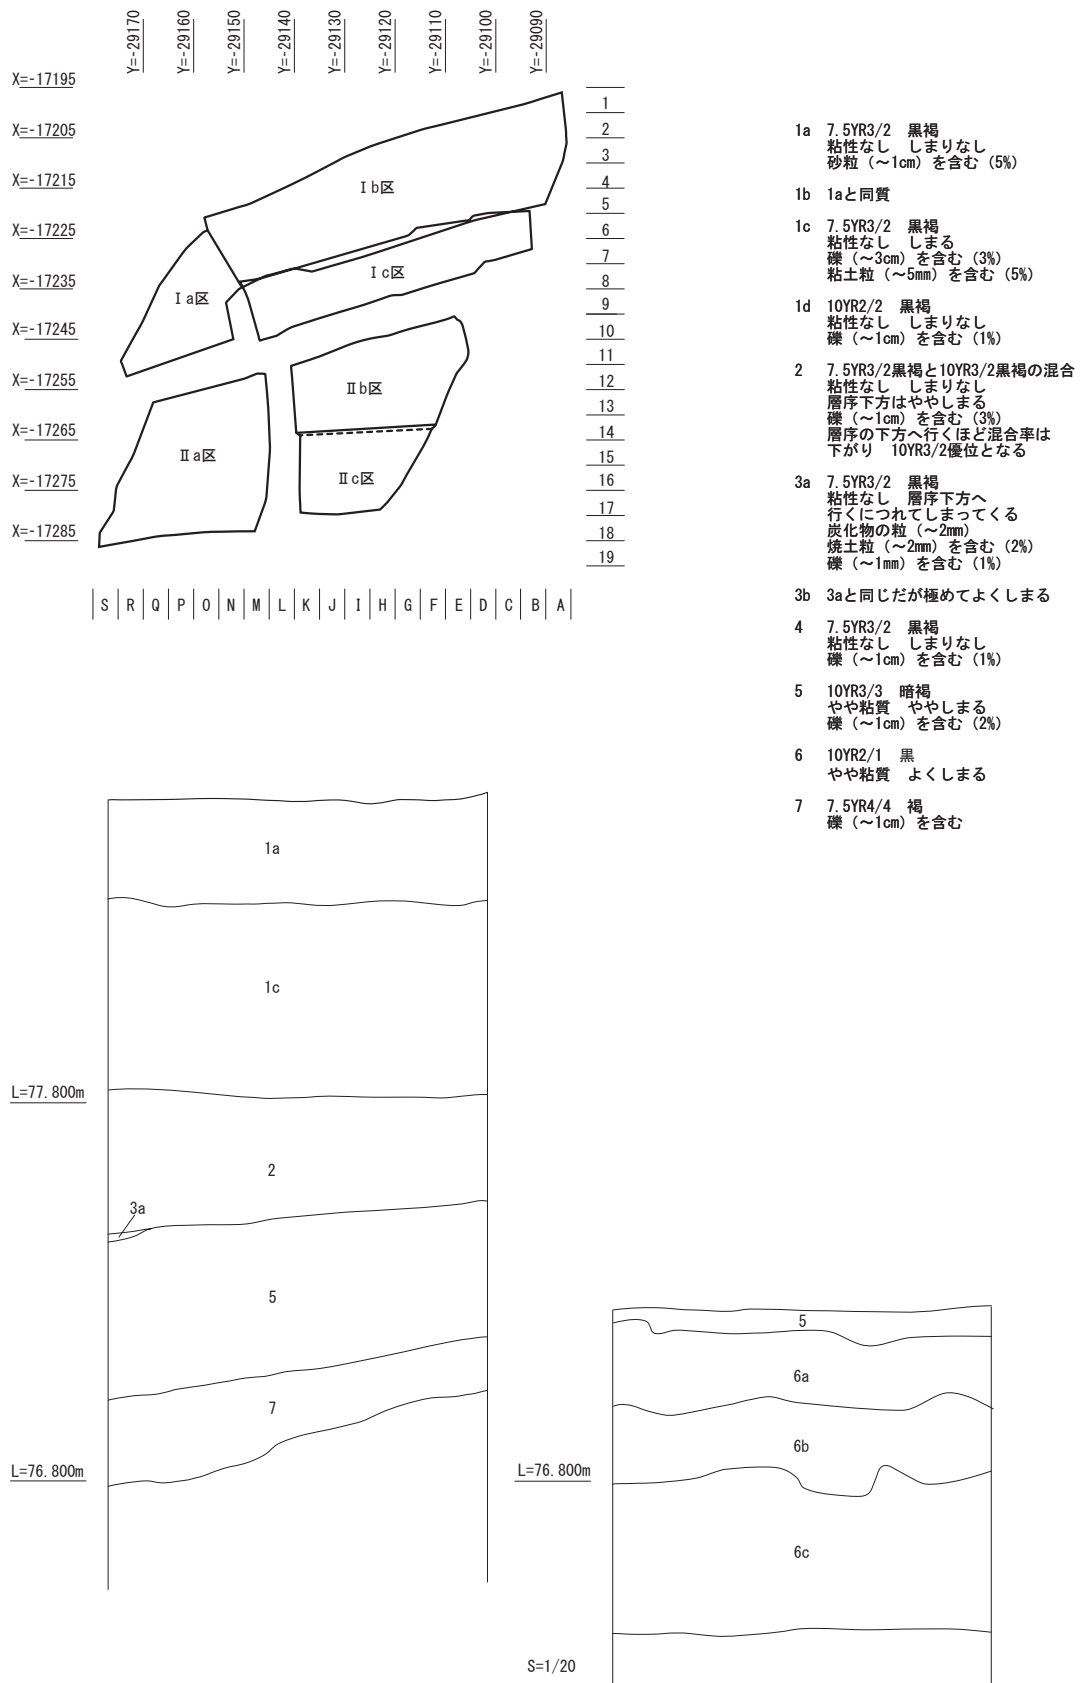 Y=-29170
Y=-29160
Y=-29150
Y=-29140
Y=-29130
Y=-29120
Y=-29110
Y=-29100
Y=-29090
X=-17195
X=-17205
X=-17215
X=-17225
X=-17235
X=-17245
X=-17255
X=-17265
X=-17275
X=-17285
Ⅰb区
Ⅰc区
Ⅰa区
Ⅱb区
Ⅱa区
Ⅱc区
1
2
3
4
5
6
7
8
9
10
11
12
13
14
15
16
17
18
19
S R Q P O N M L K J I H G F E D C B A
1a 7.5YR3/2 黒褐
粘性なし しまりなし
砂粒（～1cm）を含む（5%）
1b 1aと同質
1c 7.5YR3/2 黒褐
粘性なし しまる
礫（～3cm）を含む（3%）
粘土粒（～5mm）を含む（5%）
1d 10YR2/2 黒褐
粘性なし しまりなし
礫（～1cm）を含む（1%）
2 7.5YR3/2黒褐と10YR3/2黒褐の混合
粘性なし しまりなし
層序下方はややしまる
礫（～1cm）を含む（3%）
層序の下方へ行くほど混合率は
下がり 10YR3/2優位となる
3a 7.5YR3/2 黒褐
粘性なし 層序下方へ
行くにつれてしまってくる
炭化物の粒（～2mm）
焼土粒（～2mm）を含む（2%）
礫（～1mm）を含む（1%）
3b 3aと同じだが極めてよくしまる
4 7.5YR3/2 黒褐
粘性なし しまりなし
礫（～1cm）を含む（1%）
5 10YR3/3 暗褐
やや粘質 ややしまる
礫（～1cm）を含む（2%）
6 10YR2/1 黒
やや粘質 よくしまる
7 7.5YR4/4 褐
礫（～1cm）を含む
1a
1c
L=77.800m
2
3a
5
7
L=76.800m
5
6a
6b
L=76.800m
6c
S=1/20